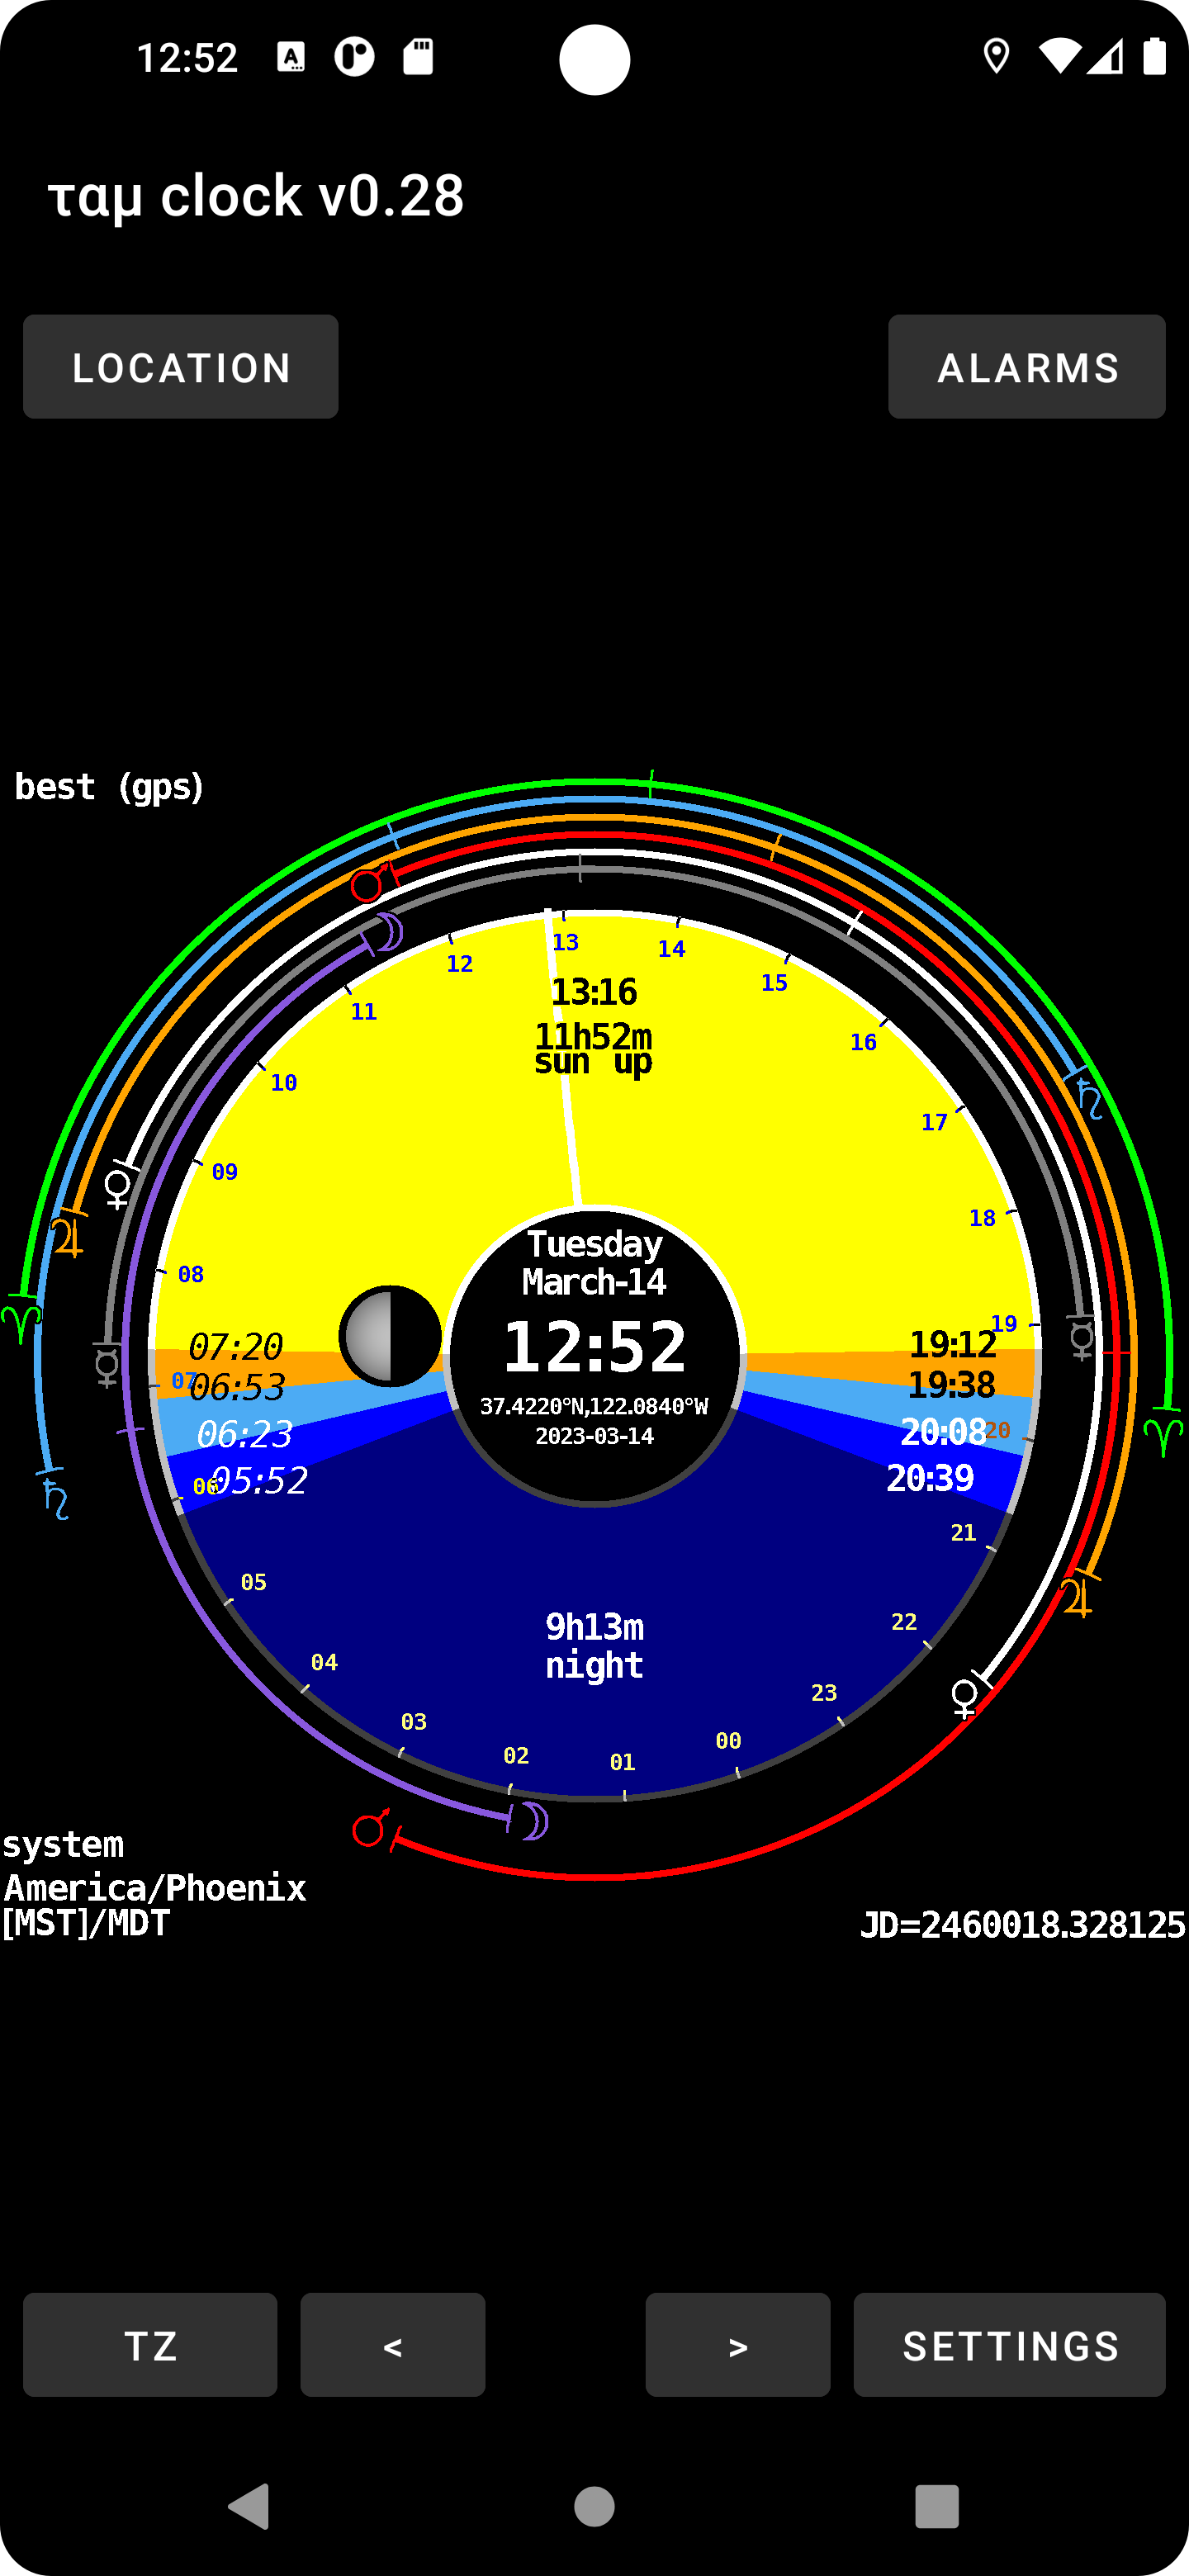 12:52
ταμ clock v0.28
LOCATION
ALARMS
best (gps)
13
14
12
15
11
13:16
16
11h52m
sun up
10
17
09
18
08
Tuesday
March-14
12:52
37.4220°N,122.0840°W
2023-03-14
07:20
07
06:53
06:23
06
05:52
19
19:12
19:38
20:08
20
20:39
21
05
22
9h13m
night
04
23
03
00
02
01
system
America/Phoenix
[MST]/MDT
JD=2460018.328125
TZ
<
>
SETTINGS